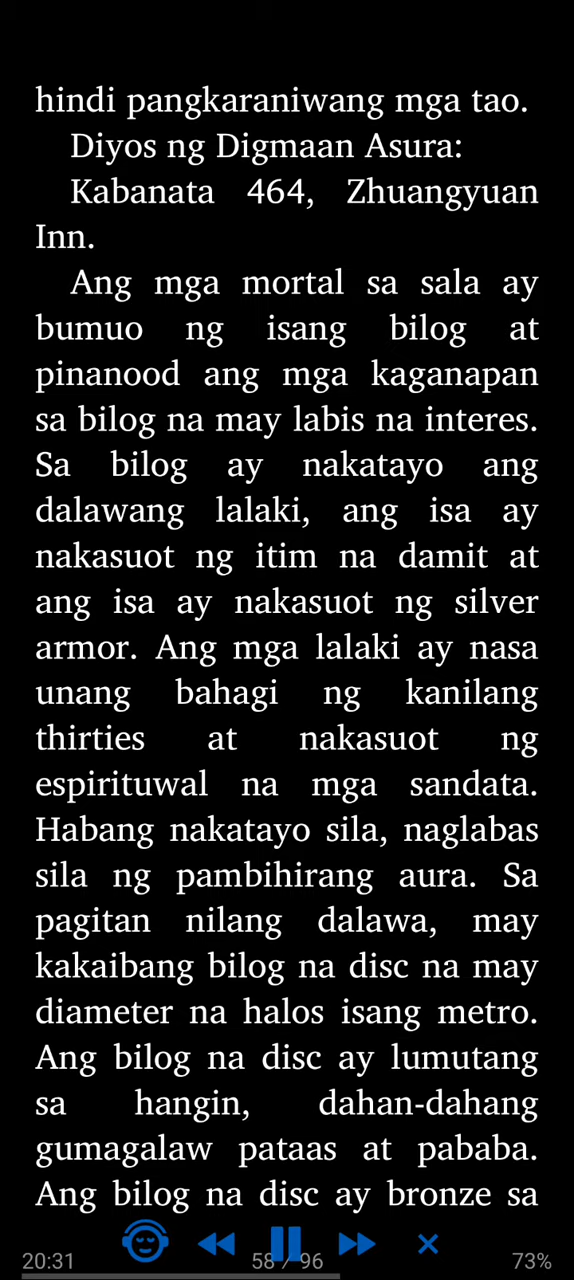 hindi pangkaraniwang mga tao.
Diyos ng Digmaan Asura:
Kabanata 464, Zhuangyuan
Inn.
Ang mga mortal sa sala ay
bumuo ng isang bilog at
pinanood ang mga kaganapan
sa bilog na may labis na interes.
Sa bilog ay nakatayo ang
dalawang lalaki, ang isa ay
nakasuot ng itim na damit at
ang isa ay nakasuot ng silver
armor. Ang mga lalaki ay nasa
unang bahagi ng kanilang
thirties at nakasuot ng
espirituwal na mga sandata.
Habang nakatayo sila, naglabas
sila ng pambihirang aura. Sa
pagitan nilang dalawa, may
kakaibang bilog na disc na may
diameter na halos isang metro.
Ang bilog na disc ay lumutang
sa hangin, dahan-dahang
gumagalaw pataas at pababa.
Ang bilog na disc ay bronze sa
20:31 58 / 96 73%